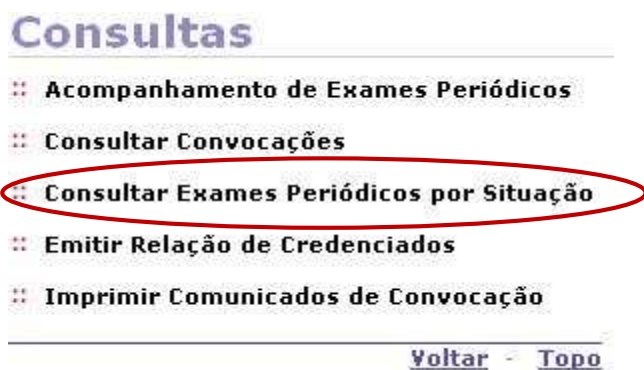 Consultas
:: Acompanhamento de Exames Periódicos
:: Consultar Convocações
:: Consultar Exames Periódicos por Situação
:: Emitir Relação de Credenciados
:: Imprimir Comunicados de Convocação
Voltar - Topo